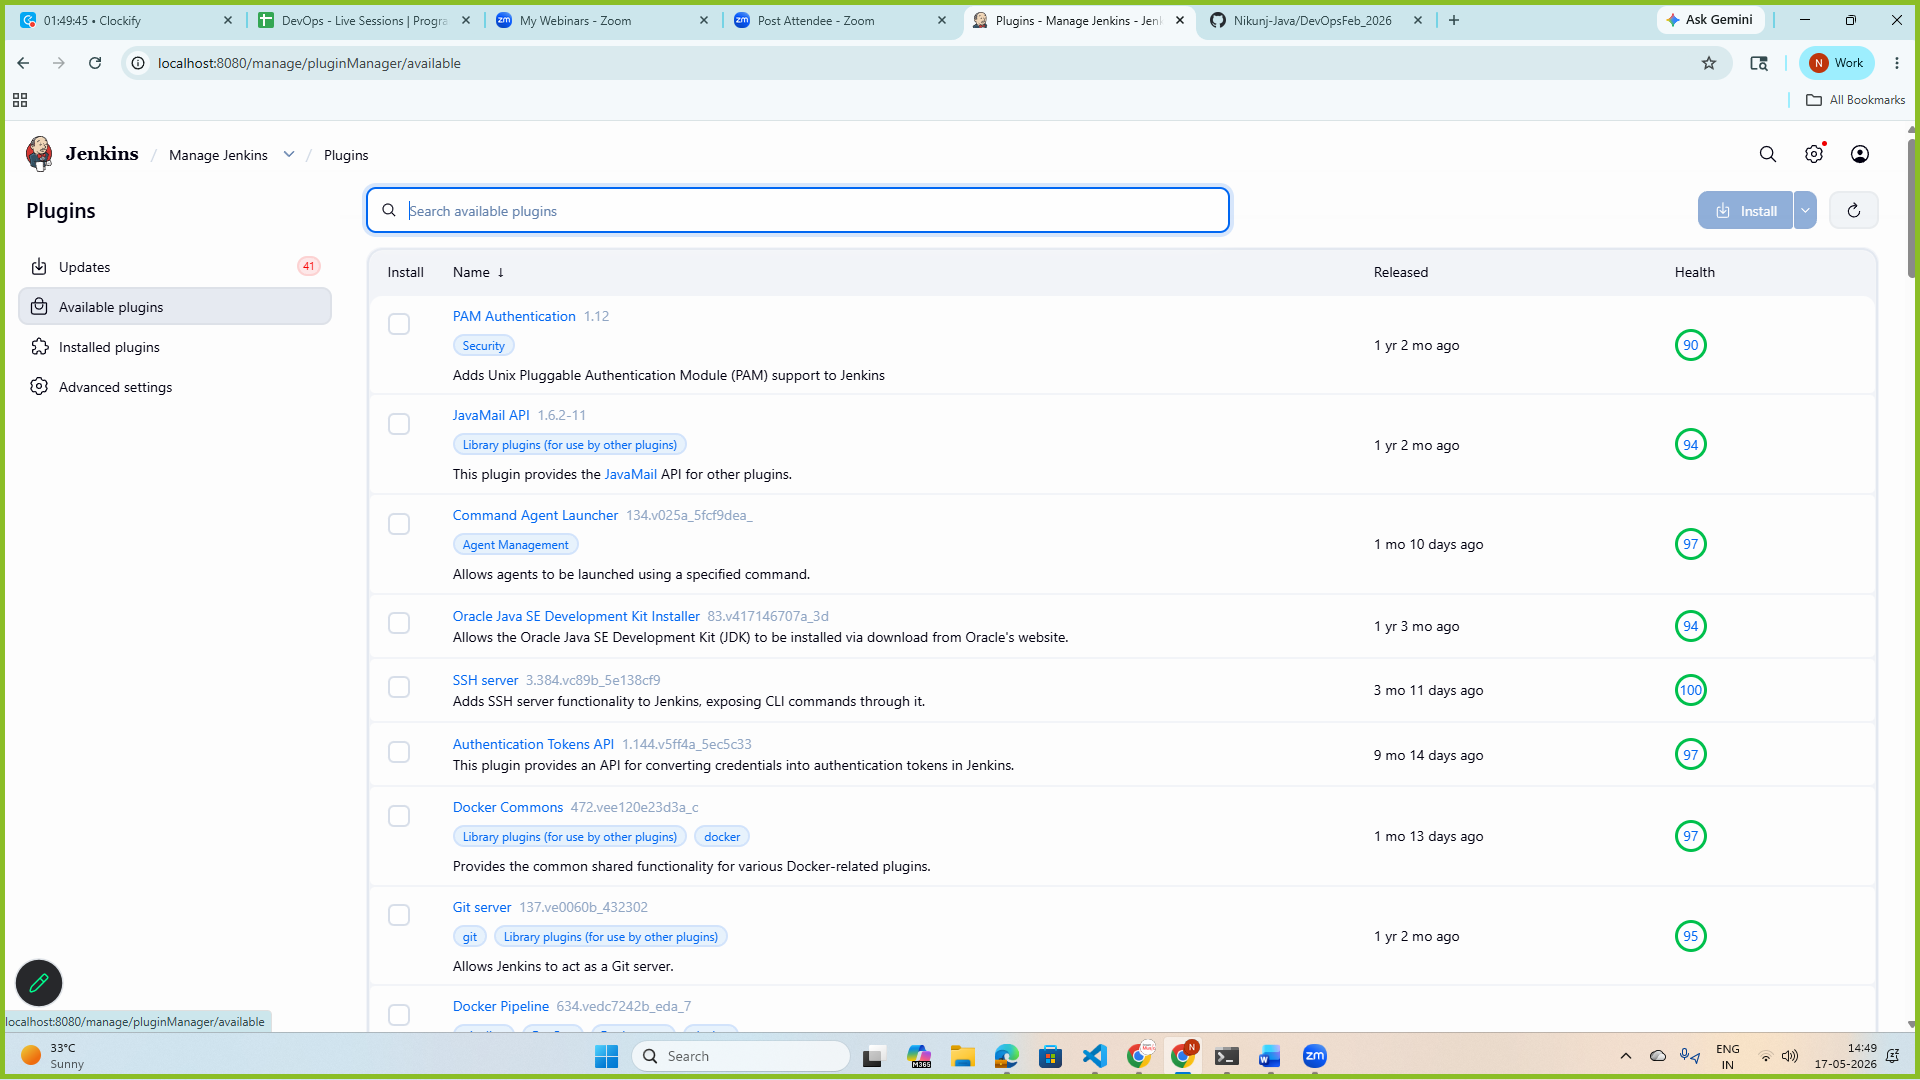 01:49:45 • Clockify
DevOps - Live Sessions | Progra
My Webinars - Zoom
Post Attendee - Zoom
Plugins - Manage Jenkins - Jenk
Nikunj-Java/DevOpsFeb_2026
Ask Gemini
localhost:8080/manage/pluginManager/available
N Work
All Bookmarks
Jenkins / Manage Jenkins / Plugins
Plugins
Search available plugins
Install
Updates 41
Available plugins
Installed plugins
Advanced settings
Install Name ↓ Released Health
PAM Authentication 1.12
Security
Adds Unix Pluggable Authentication Module (PAM) support to Jenkins
1 yr 2 mo ago 90
JavaMail API 1.6.2-11
Library plugins (for use by other plugins)
This plugin provides the JavaMail API for other plugins.
1 yr 2 mo ago 94
Command Agent Launcher 134.v025a_5fcf9dea_
Agent Management
Allows agents to be launched using a specified command.
1 mo 10 days ago 97
Oracle Java SE Development Kit Installer 83.v417146707a_3d
Allows the Oracle Java SE Development Kit (JDK) to be installed via download from Oracle's website.
1 yr 3 mo ago 94
SSH server 3.384.vc89b_5e138cf9
Adds SSH server functionality to Jenkins, exposing CLI commands through it.
3 mo 11 days ago 100
Authentication Tokens API 1.144.v5ff4a_5ec5c33
This plugin provides an API for converting credentials into authentication tokens in Jenkins.
9 mo 14 days ago 97
Docker Commons 472.vee120e23d3a_c
Library plugins (for use by other plugins) docker
Provides the common shared functionality for various Docker-related plugins.
1 mo 13 days ago 97
Git server 137.ve0060b_432302
git Library plugins (for use by other plugins)
Allows Jenkins to act as a Git server.
1 yr 2 mo ago 95
Docker Pipeline 634.vedc7242b_eda_7
localhost:8080/manage/pluginManager/available
33°C
Sunny
Search
M365
N
zm
ENG
IN
14:49
17-05-2026